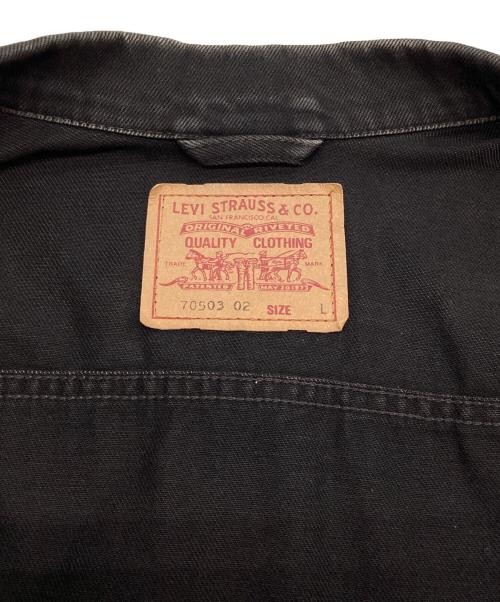 LEVI STRAUSS & CO.
SAN FRANCISCO, CAL.
ORIGINAL RIVETED
QUALITY CLOTHING
TRADE MARK
PATENTED MAY 20 1873
70503 02 SIZE L